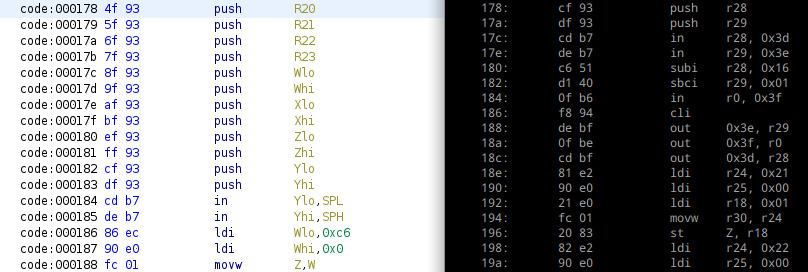 code:000178 4f 93 push R20
code:000179 5f 93 push R21
code:00017a 6f 93 push R22
code:00017b 7f 93 push R23
code:00017c 8f 93 push Wlo
code:00017d 9f 93 push Whi
code:00017e af 93 push Xlo
code:00017f bf 93 push Xhi
code:000180 ef 93 push Zlo
code:000181 ff 93 push Zhi
code:000182 cf 93 push Ylo
code:000183 df 93 push Yhi
code:000184 cd b7 in Ylo,SPL
code:000185 de b7 in Yhi,SPH
code:000186 86 ec ldi Wlo,0xc6
code:000187 90 e0 ldi Whi,0x0
code:000188 fc 01 movw Z,W
178: cf 93 push r28
17a: df 93 push r29
17c: cd b7 in r28, 0x3d
17e: de b7 in r29, 0x3e
180: c6 51 subi r28, 0x16
182: d1 40 sbci r29, 0x01
184: 0f b6 in r0, 0x3f
186: f8 94 cli
188: de bf out 0x3e, r29
18a: 0f be out 0x3f, r0
18c: cd bf out 0x3d, r28
18e: 81 e2 ldi r24, 0x21
190: 90 e0 ldi r25, 0x00
192: 21 e0 ldi r18, 0x01
194: fc 01 movw r30, r24
196: 20 83 st Z, r18
198: 82 e2 ldi r24, 0x22
19a: 90 e0 ldi r25, 0x00